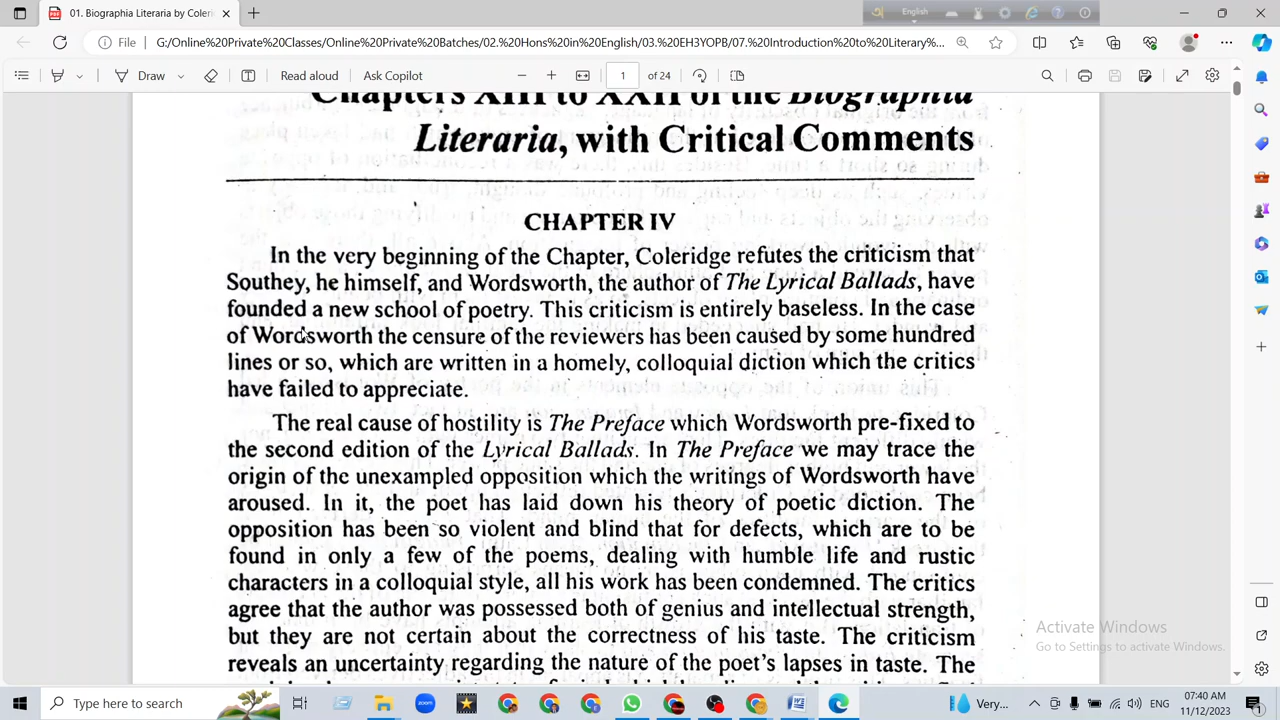 01. Biographia Literaria by Coleri
English
File
G:/Online%20Private%20Classes/Online%20Private%20Batches/02.%20Hons%20in%20English/03.%20EH3YOPB/07.%20Introduction%20to%20Literary%...
Draw
Read aloud
Ask Copilot
1
of 24
Chapters XIII to XXII of the Biographia
Literaria, with Critical Comments
CHAPTER IV
In the very beginning of the Chapter, Coleridge refutes the criticism that
Southey, he himself, and Wordsworth, the author of The Lyrical Ballads, have
founded a new school of poetry. This criticism is entirely baseless. In the case
of Wordsworth the censure of the reviewers has been caused by some hundred
lines or so, which are written in a homely, colloquial diction which the critics
have failed to appreciate.
The real cause of hostility is The Preface which Wordsworth pre-fixed to
the second edition of the Lyrical Ballads. In The Preface we may trace the
origin of the unexampled opposition which the writings of Wordsworth have
aroused. In it, the poet has laid down his theory of poetic diction. The
opposition has been so violent and blind that for defects, which are to be
found in only a few of the poems, dealing with humble life and rustic
characters in a colloquial style, all his work has been condemned. The critics
agree that the author was possessed both of genius and intellectual strength,
but they are not certain about the correctness of his taste. The criticism
reveals an uncertainty regarding the nature of the poet's lapses in taste. The
Activate Windows
Go to Settings to activate Windows.
Type here to search
zoom
Very...
ENG
07:40 AM
11/12/2023